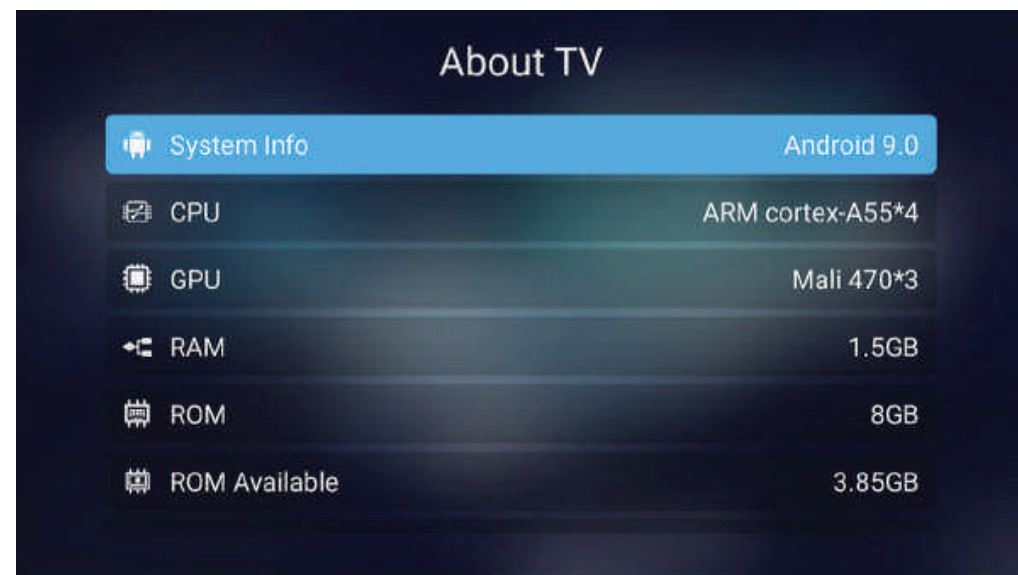 About TV
System Info Android 9.0
CPU ARM cortex-A55*4
GPU Mali 470*3
RAM 1.5GB
ROM 8GB
ROM Available 3.85GB